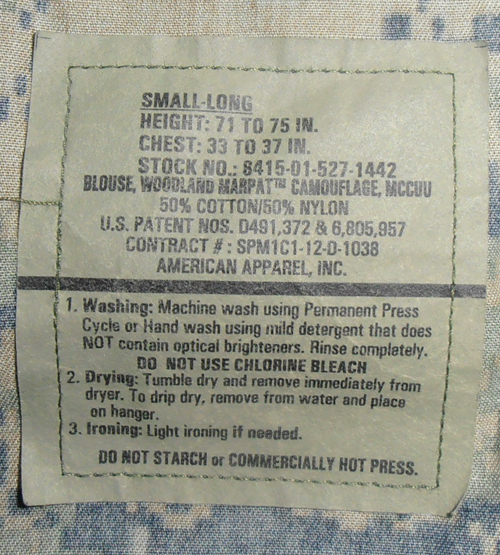 SMALL-LONG
HEIGHT: 71 TO 75 IN.
CHEST: 33 TO 37 IN.
STOCK NO.: 8415-01-527-1442
BLOUSE, WOODLAND MARPAT™ CAMOUFLAGE, MCCUU
50% COTTON/50% NYLON
U.S. PATENT NOS. D491,372 & 6,805,957
CONTRACT #: SPM1C1-12-D-1038
AMERICAN APPAREL, INC.
1. Washing: Machine wash using Permanent Press
Cycle or Hand wash using mild detergent that does
NOT contain optical brighteners. Rinse completely.
DO NOT USE CHLORINE BLEACH
2. Drying: Tumble dry and remove immediately from
dryer. To drip dry, remove from water and place
on hanger.
3. Ironing: Light ironing if needed.
DO NOT STARCH or COMMERCIALLY HOT PRESS.